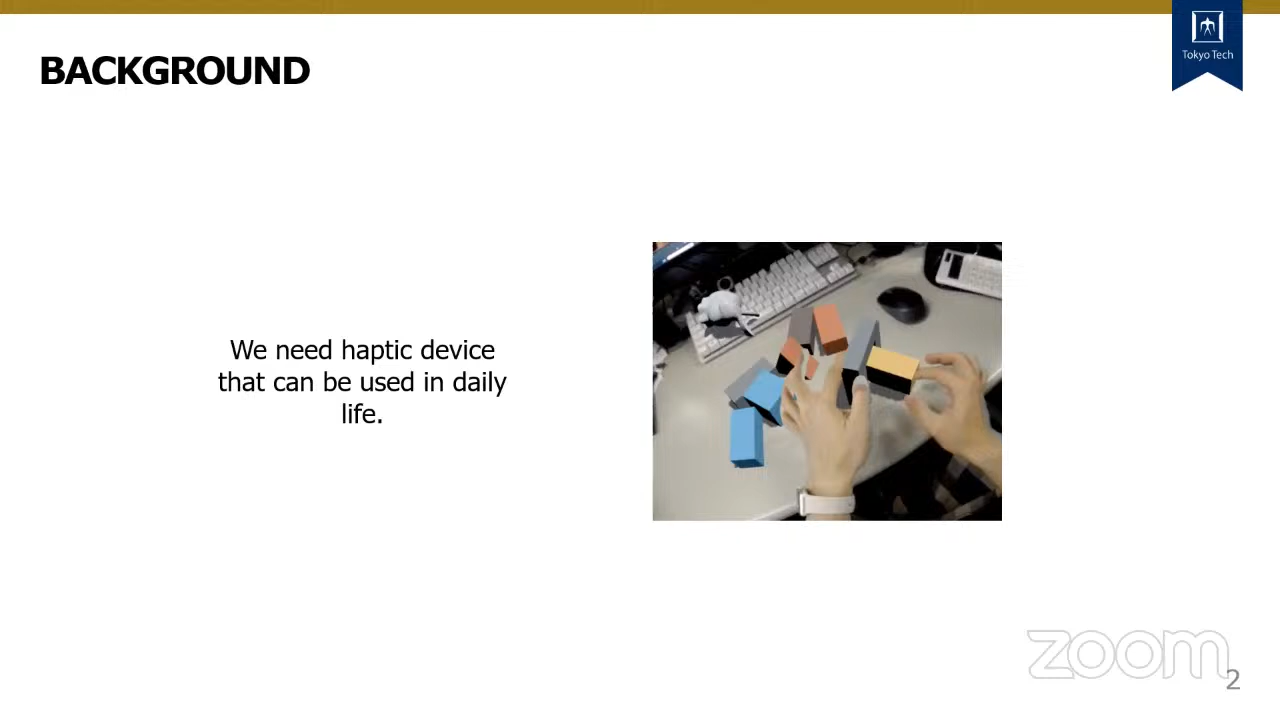 Tokyo Tech
BACKGROUND
We need haptic device
that can be used in daily
life.
zoom
2